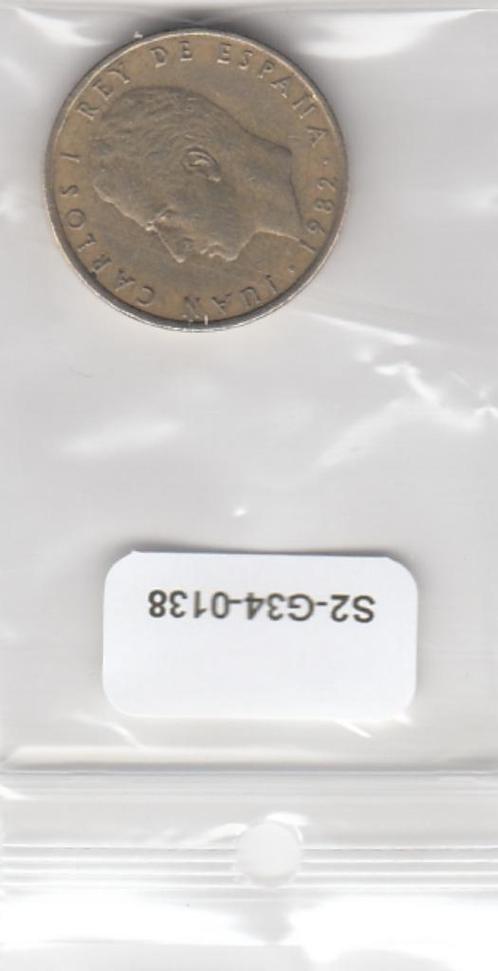 JUAN CARLOS I REY DE ESPAÑA · 1982 ·
S2-G34-0138